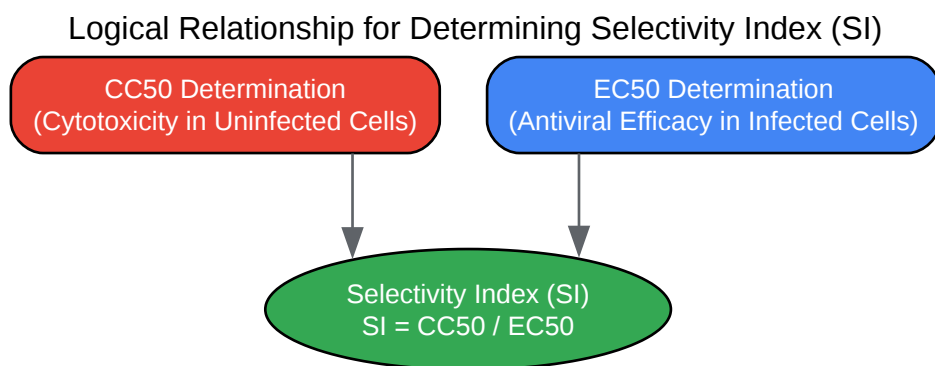 Logical Relationship for Determining Selectivity Index (SI)
CC50 Determination
(Cytotoxicity in Uninfected Cells)
EC50 Determination
(Antiviral Efficacy in Infected Cells)
Selectivity Index (SI)
SI = CC50 / EC50